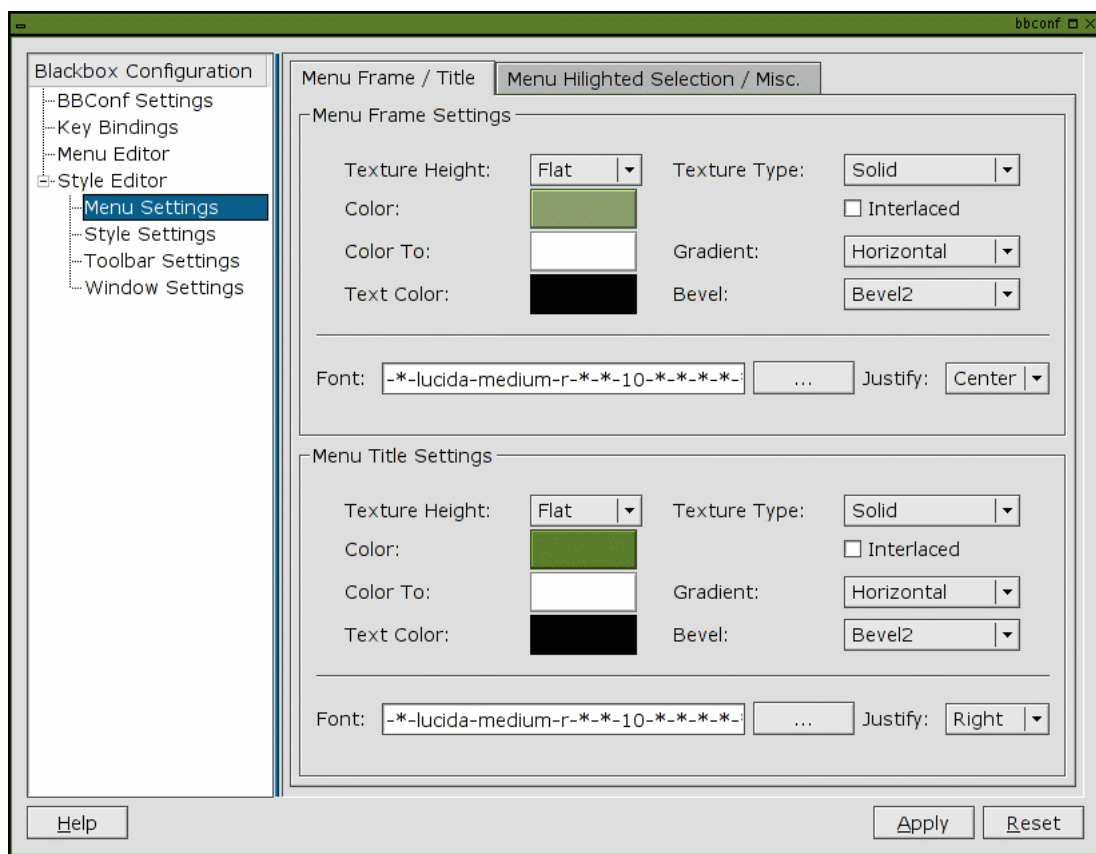 bbconf
Blackbox Configuration
BBConf Settings
Key Bindings
Menu Editor
Style Editor
Menu Settings
Style Settings
Toolbar Settings
Window Settings
Menu Frame / Title
Menu Hilighted Selection / Misc.
Menu Frame Settings
Texture Height: Flat Texture Type: Solid
Color: Interlaced
Color To: Gradient: Horizontal
Text Color: Bevel: Bevel2
Font: -*-lucida-medium-r-*-*-10-*-*-*-*- ... Justify: Center
Menu Title Settings
Texture Height: Flat Texture Type: Solid
Color: Interlaced
Color To: Gradient: Horizontal
Text Color: Bevel: Bevel2
Font: -*-lucida-medium-r-*-*-10-*-*-*-*- ... Justify: Right
Help Apply Reset